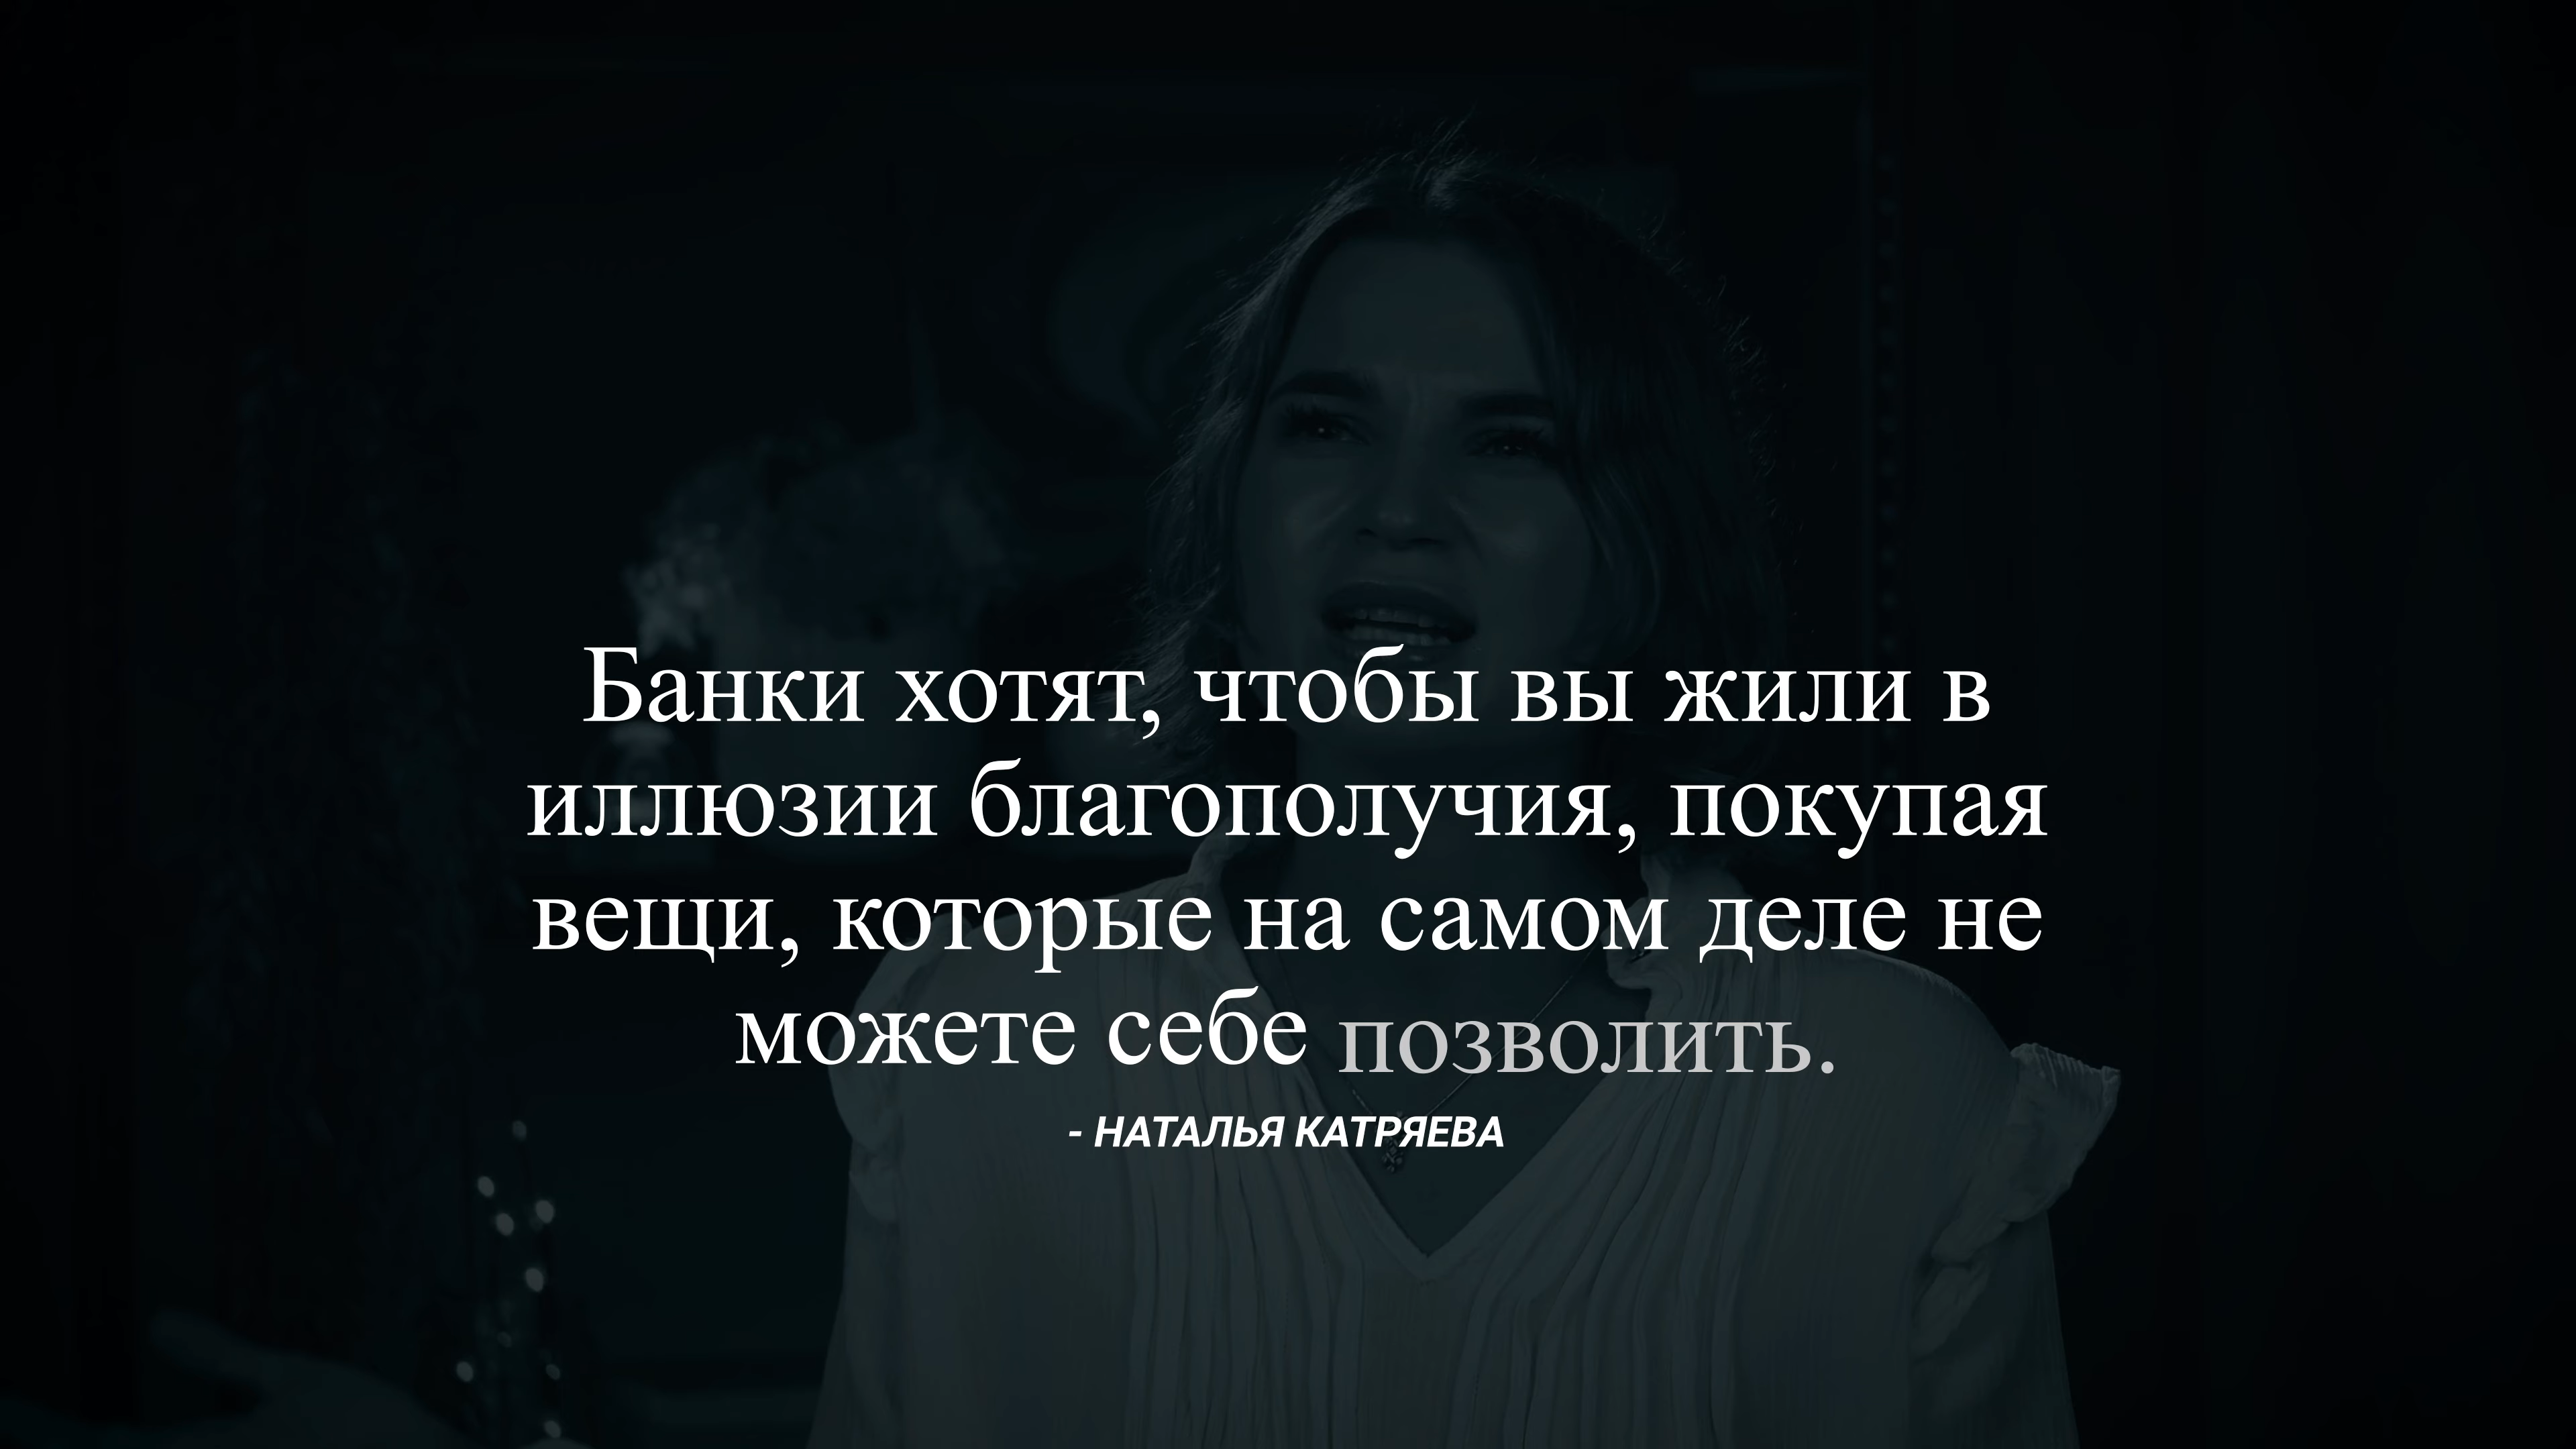 Банки хотят, чтобы вы жили в
иллюзии благополучия, покупая
вещи, которые на самом деле не
можете себе позволить.
- НАТАЛЬЯ КАТРЯЕВА